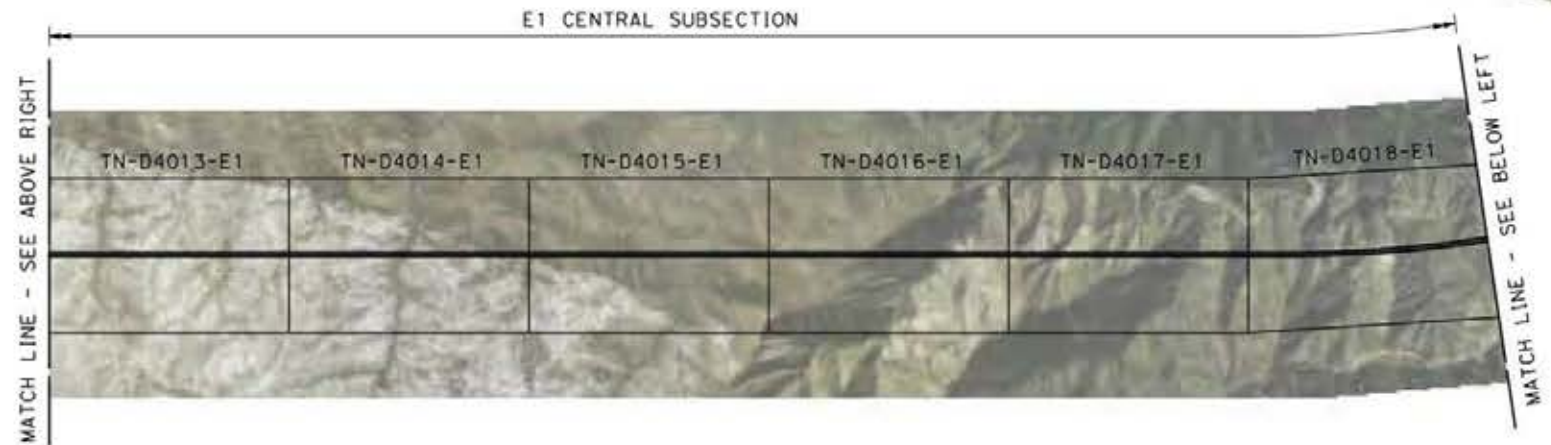 E1 CENTRAL SUBSECTION
MATCH LINE - SEE ABOVE RIGHT
TN-D4013-E1
TN-D4014-E1
TN-D4015-E1
TN-D4016-E1
TN-D4017-E1
TN-D4018-E1
MATCH LINE - SEE BELOW LEFT